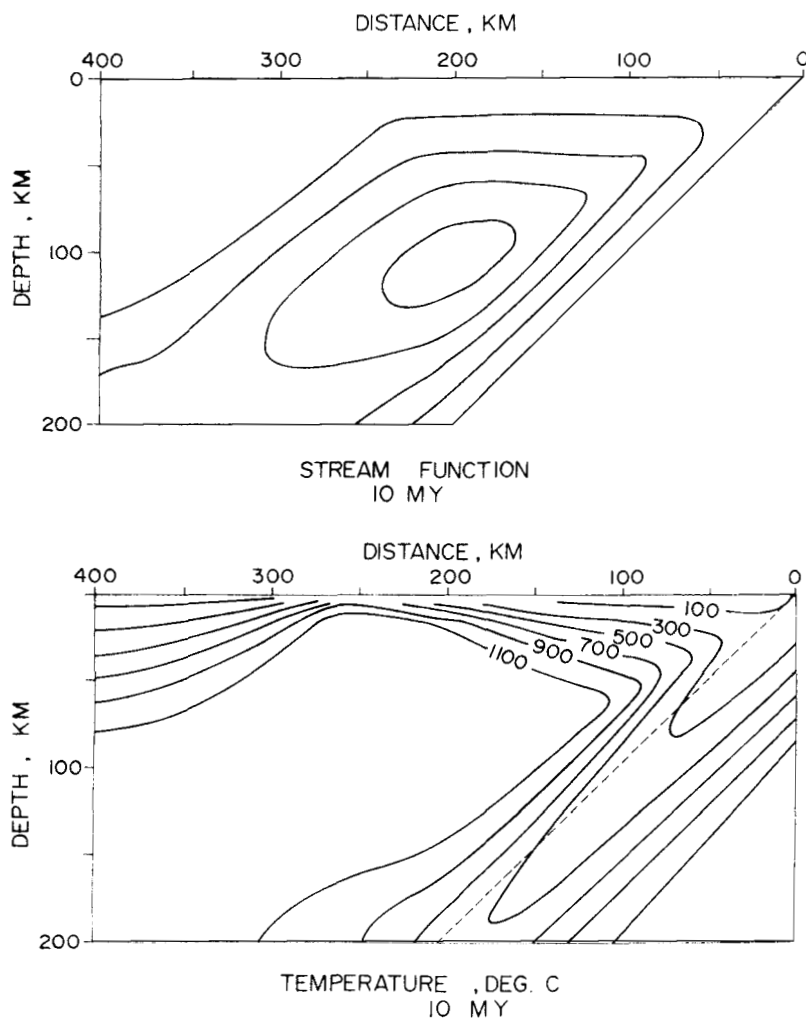 DISTANCE , KM
400 300 200 100 0
0
100
200
DEPTH , KM
STREAM FUNCTION
10 MY
DISTANCE , KM
400 300 200 100 0
100
300
500
700
900
1100
100
200
DEPTH , KM
TEMPERATURE , DEG. C
10 MY